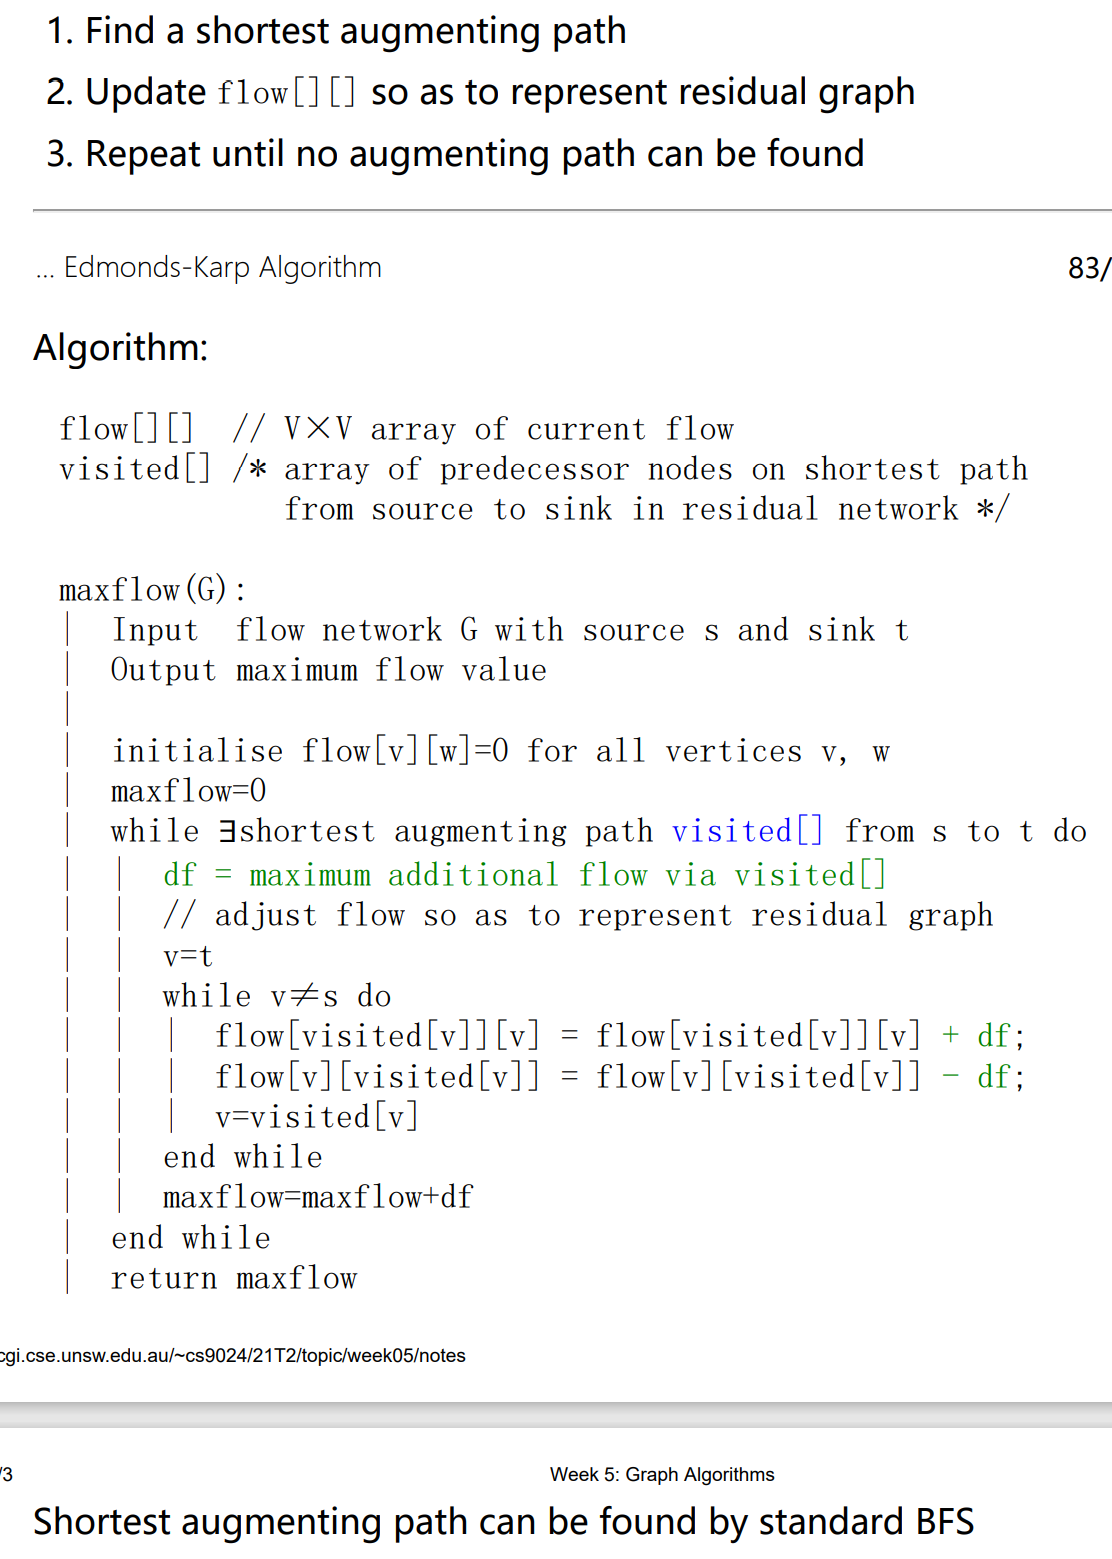 1. Find a shortest augmenting path
2. Update flow[][] so as to represent residual graph
3. Repeat until no augmenting path can be found
... Edmonds-Karp Algorithm 83/
Algorithm:
flow[][] // V×V array of current flow
visited[] /* array of predecessor nodes on shortest path
from source to sink in residual network */
maxflow(G):
| Input flow network G with source s and sink t
| Output maximum flow value
|
| initialise flow[v][w]=0 for all vertices v, w
| maxflow=0
| while ∃shortest augmenting path visited[] from s to t do
| | df = maximum additional flow via visited[]
| | // adjust flow so as to represent residual graph
| | v=t
| | while v≠s do
| | | flow[visited[v]][v] = flow[visited[v]][v] + df;
| | | flow[v][visited[v]] = flow[v][visited[v]] - df;
| | | v=visited[v]
| | end while
| | maxflow=maxflow+df
| end while
| return maxflow
cgi.cse.unsw.edu.au/~cs9024/21T2/topic/week05/notes
/3 Week 5: Graph Algorithms
Shortest augmenting path can be found by standard BFS